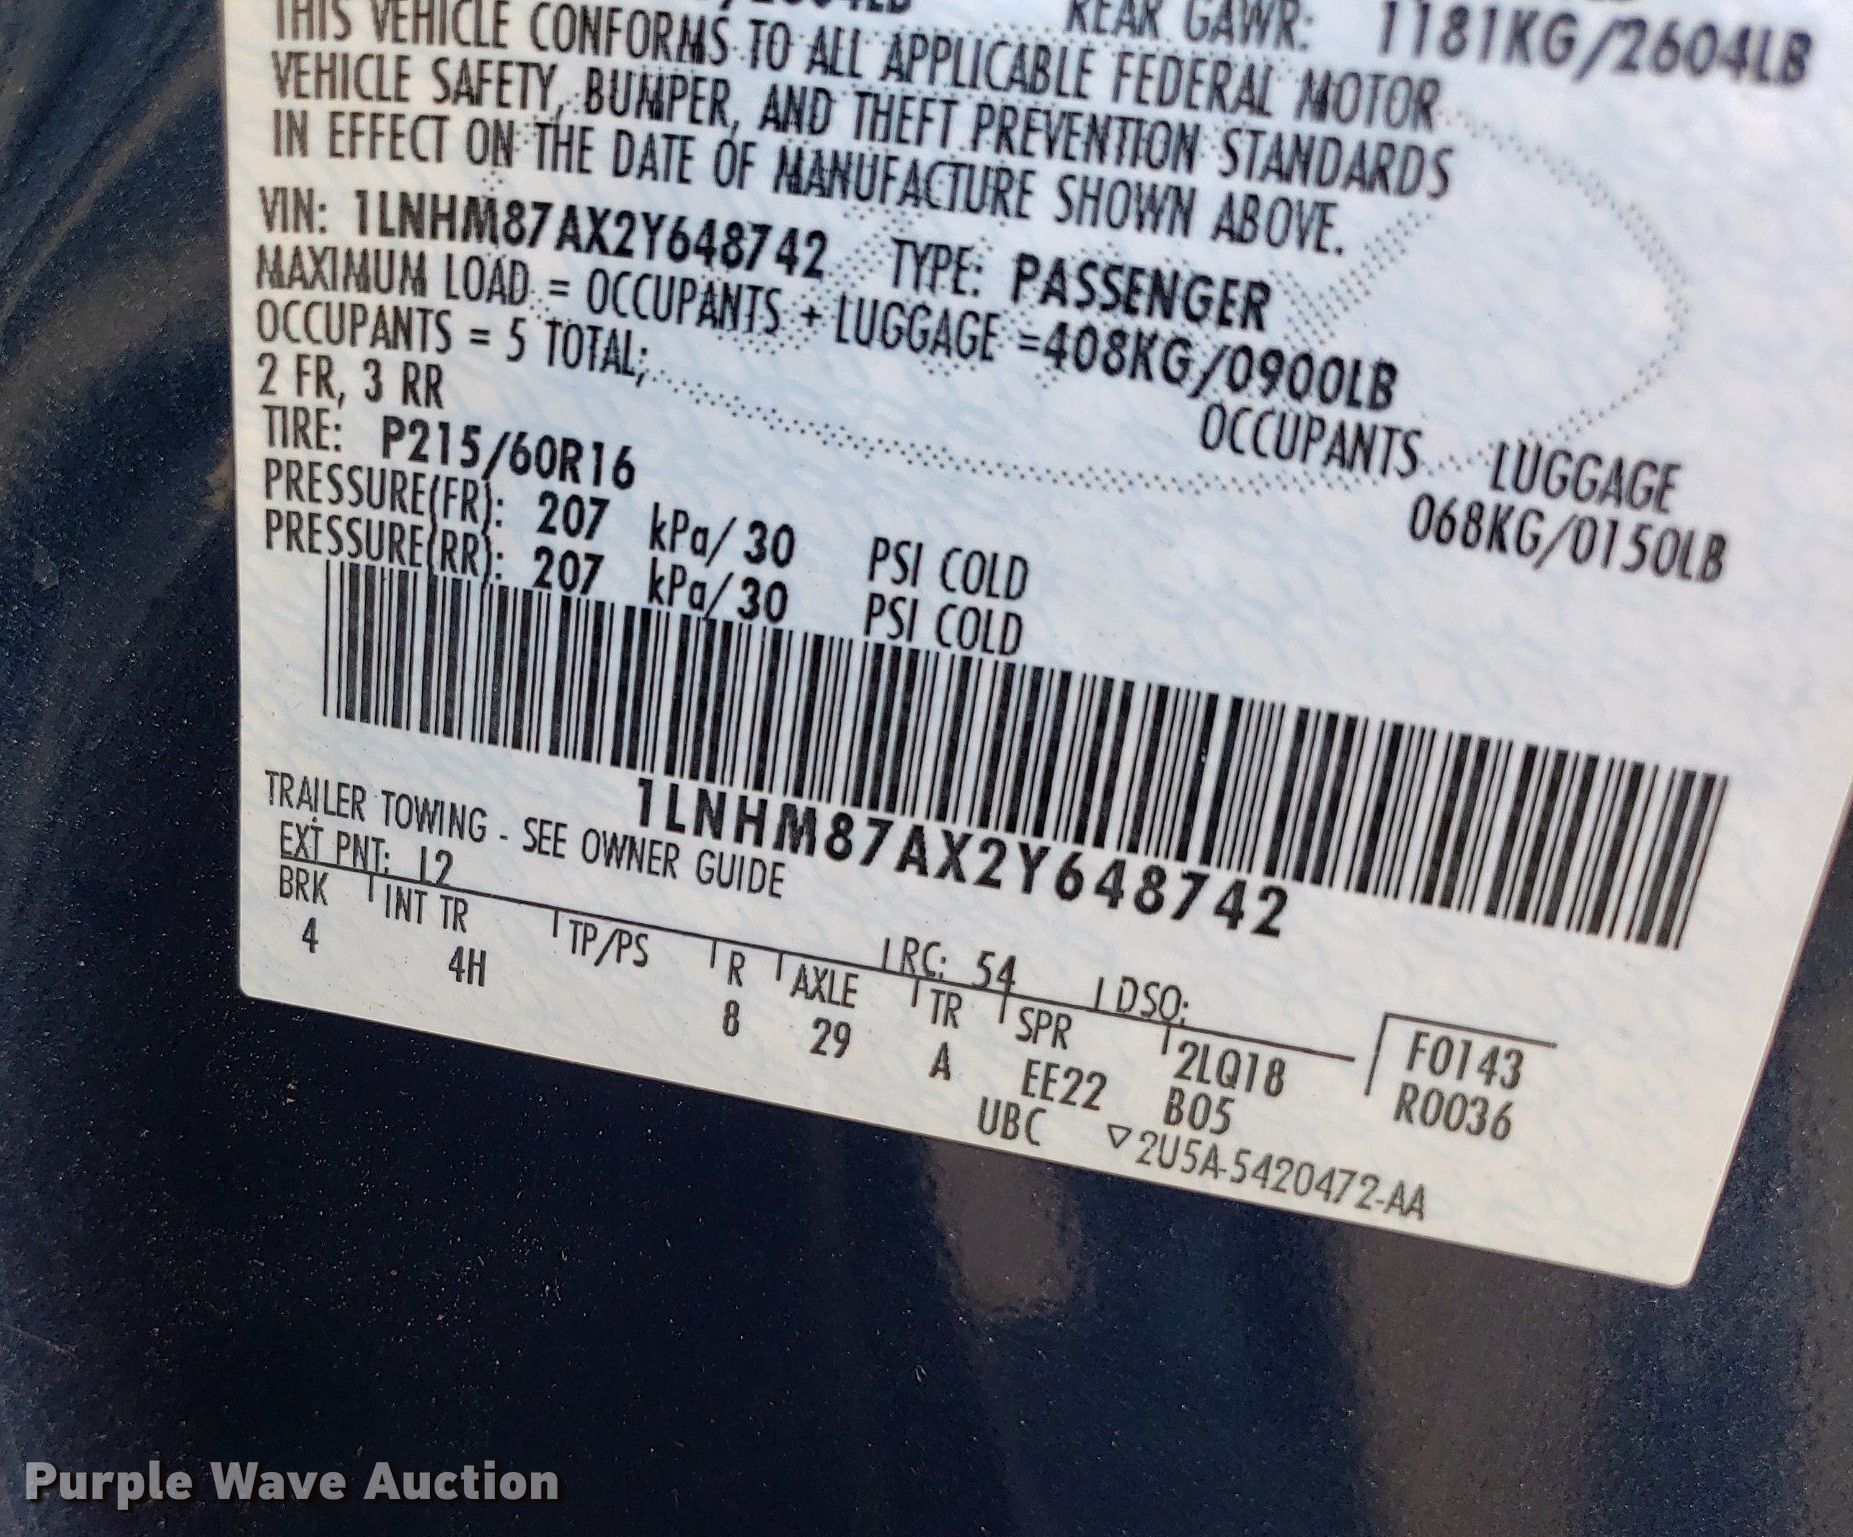 REAR GAWR: 1181KG/2604LB
THIS VEHICLE CONFORMS TO ALL APPLICABLE FEDERAL MOTOR
VEHICLE SAFETY, BUMPER, AND THEFT PREVENTION STANDARDS
IN EFFECT ON THE DATE OF MANUFACTURE SHOWN ABOVE.
VIN: 1LNHM87AX2Y648742 TYPE: PASSENGER
MAXIMUM LOAD = OCCUPANTS + LUGGAGE =408KG/0900LB
OCCUPANTS = 5 TOTAL; OCCUPANTS LUGGAGE
2 FR, 3 RR 068KG/0150LB
TIRE: P215/60R16
PRESSURE(FR): 207 kPa/30 PSI COLD
PRESSURE(RR): 207 kPa/30 PSI COLD
1LNHM87AX2Y648742
TRAILER TOWING - SEE OWNER GUIDE
EXT PNT: L2 RC: 54 DSO: F0143
BRK INT TR TP/PS R AXLE TR SPR 2LQ18 R0036
4 4H 8 29 A EE22 B05
UBC ▽2U5A-5420472-AA
Purple Wave Auction